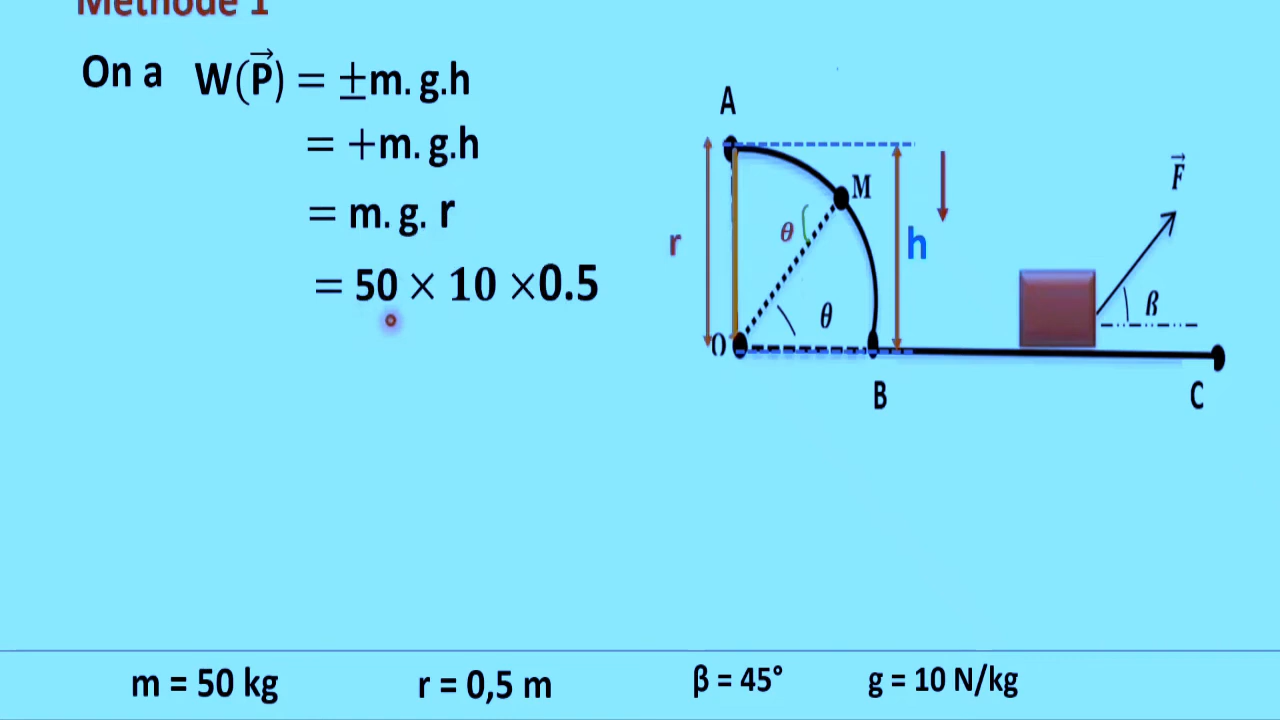 Methode 1
On a W(P⃗) = ±m. g.h
= +m. g.h
= m. g. r
= 50 × 10 ×0.5
A
M
F⃗
θ
r
h
θ
β
O
B
C
m = 50 kg r = 0,5 m β = 45° g = 10 N/kg